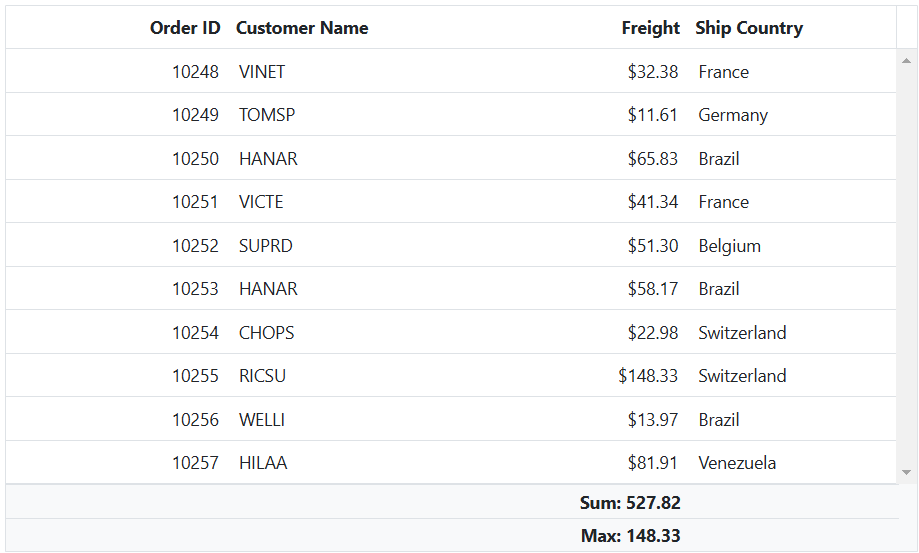 Order ID Customer Name Freight Ship Country
10248 VINET $32.38 France
10249 TOMSP $11.61 Germany
10250 HANAR $65.83 Brazil
10251 VICTE $41.34 France
10252 SUPRD $51.30 Belgium
10253 HANAR $58.17 Brazil
10254 CHOPS $22.98 Switzerland
10255 RICSU $148.33 Switzerland
10256 WELLI $13.97 Brazil
10257 HILAA $81.91 Venezuela
Sum: 527.82
Max: 148.33